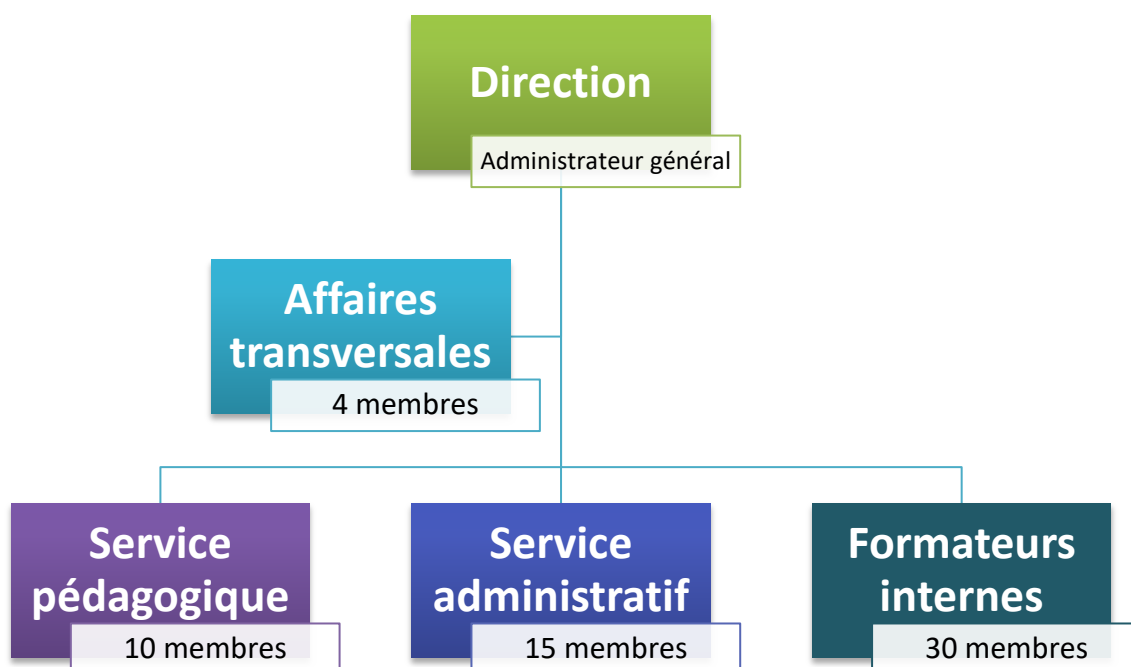 Direction
Administrateur général
Affaires
transversales
4 membres
Service
pédagogique
10 membres
Service
administratif
15 membres
Formateurs
internes
30 membres